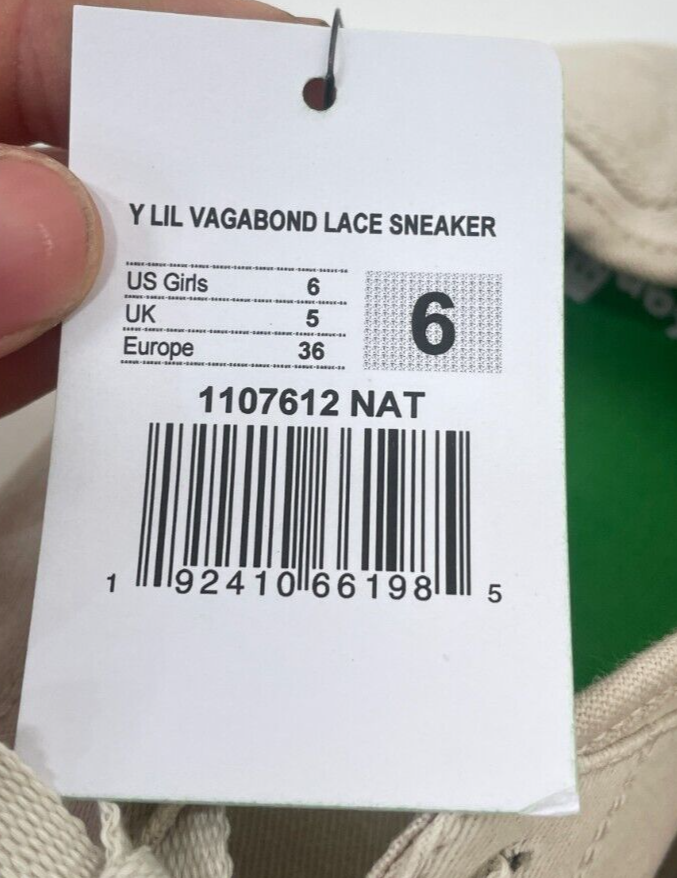 Y LIL VAGABOND LACE SNEAKER
US Girls 6
UK 5
Europe 36
6
1107612 NAT
1 92410 66198 5